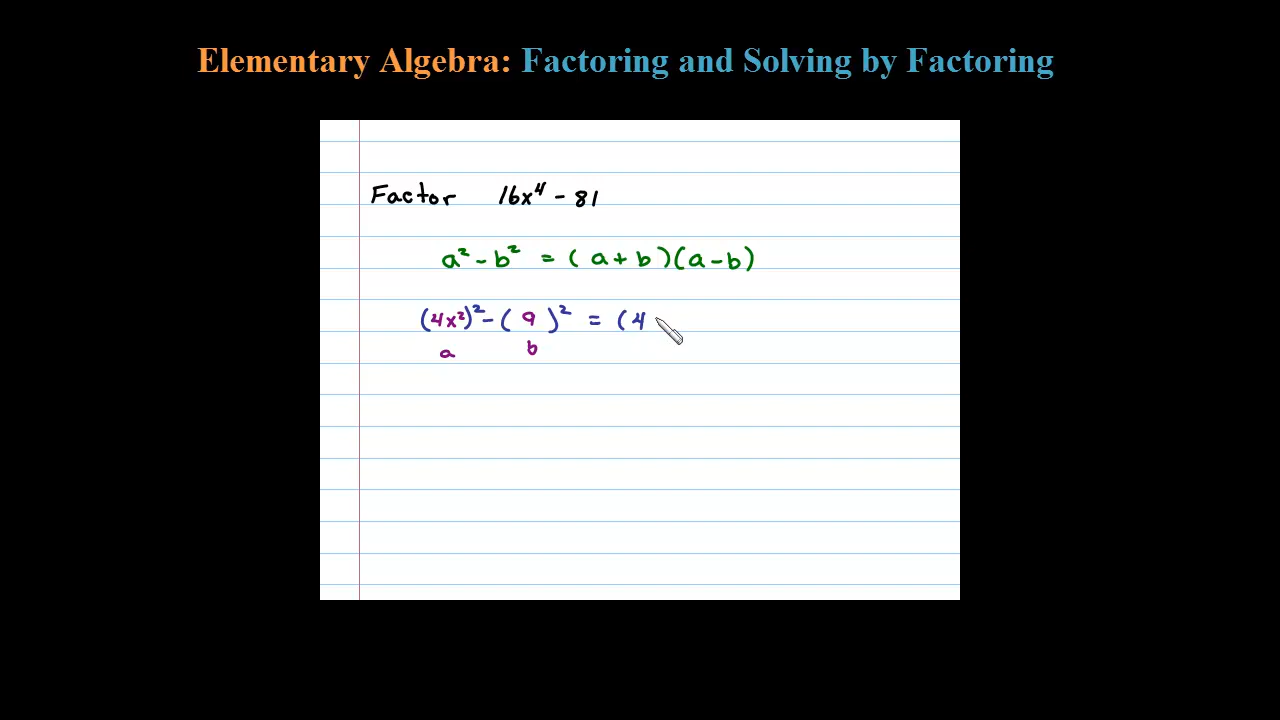 Elementary Algebra: Factoring and Solving by Factoring
Factor 16x⁴ - 81
a² - b² = (a + b)(a - b)
(4x²)² - (9)² = (4
a b